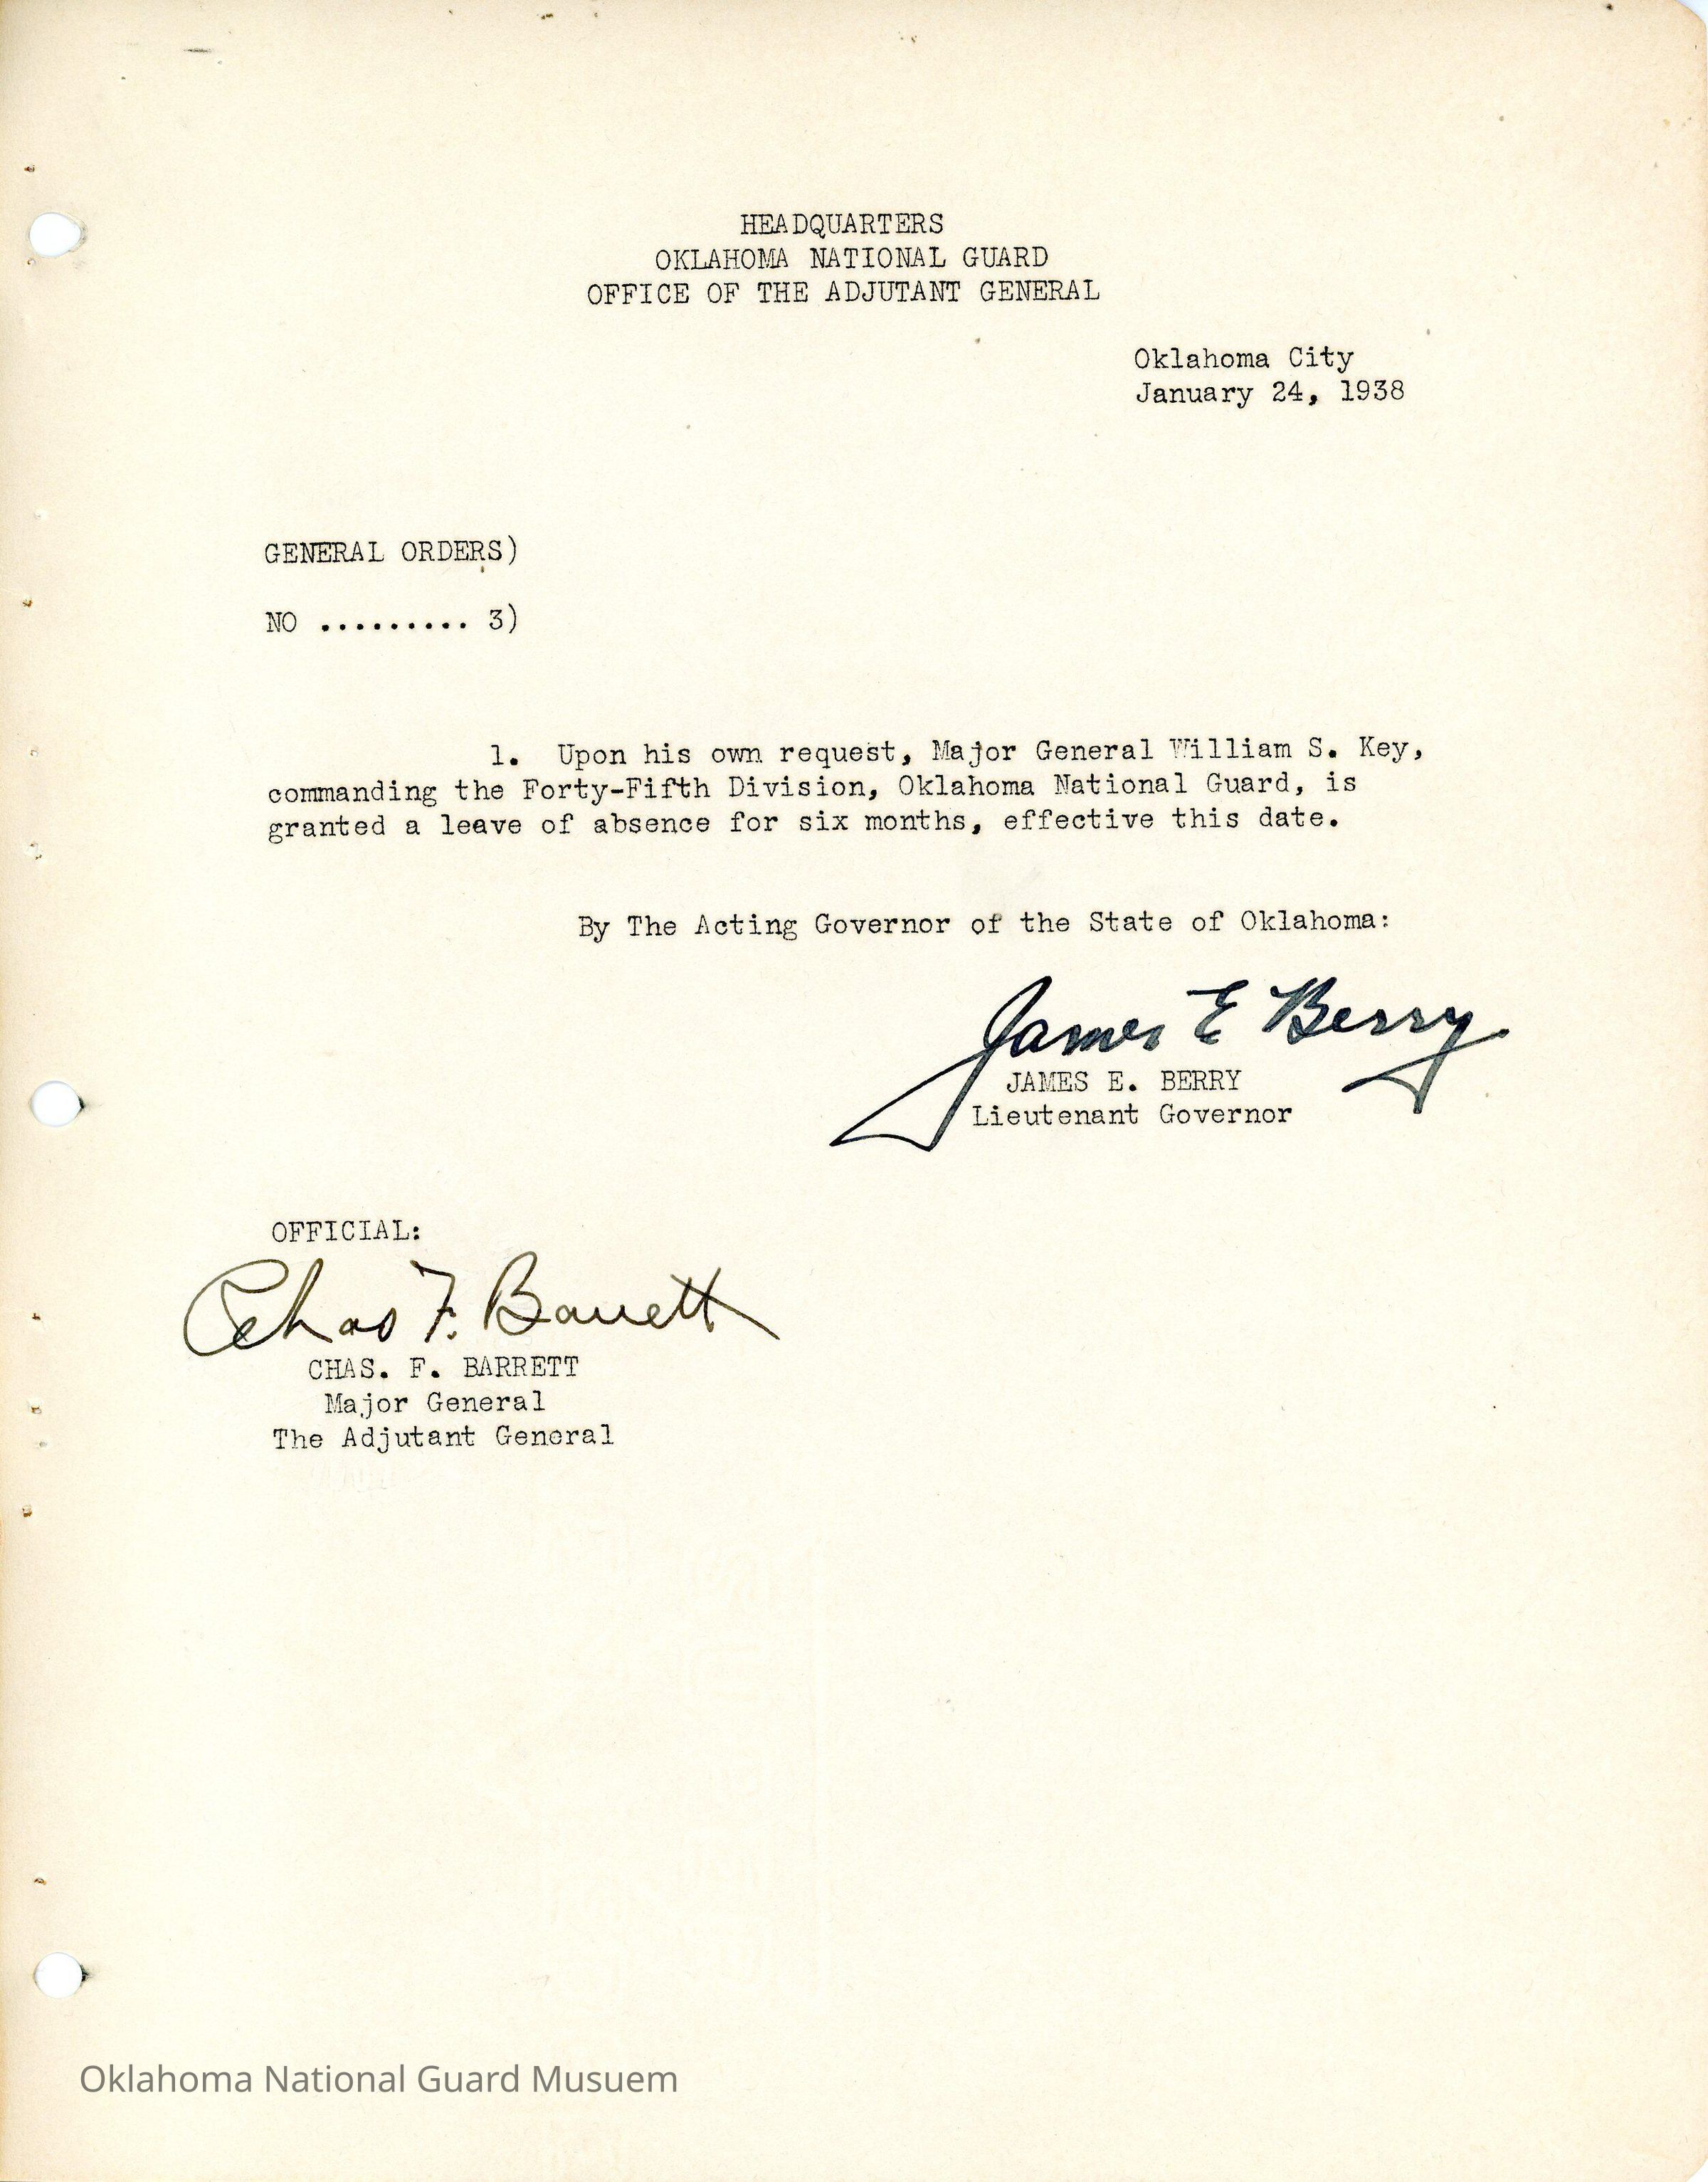 HEADQUARTERS
OKLAHOMA NATIONAL GUARD
OFFICE OF THE ADJUTANT GENERAL
Oklahoma City
January 24, 1938
GENERAL ORDERS)
NO ......... 3)
1. Upon his own request, Major General William S. Key,
commanding the Forty-Fifth Division, Oklahoma National Guard, is
granted a leave of absence for six months, effective this date.
By The Acting Governor of the State of Oklahoma:
James E Berry
JAMES E. BERRY
Lieutenant Governor
OFFICIAL:
Chas F. Barrett
CHAS. F. BARRETT
Major General
The Adjutant General
Oklahoma National Guard Musuem